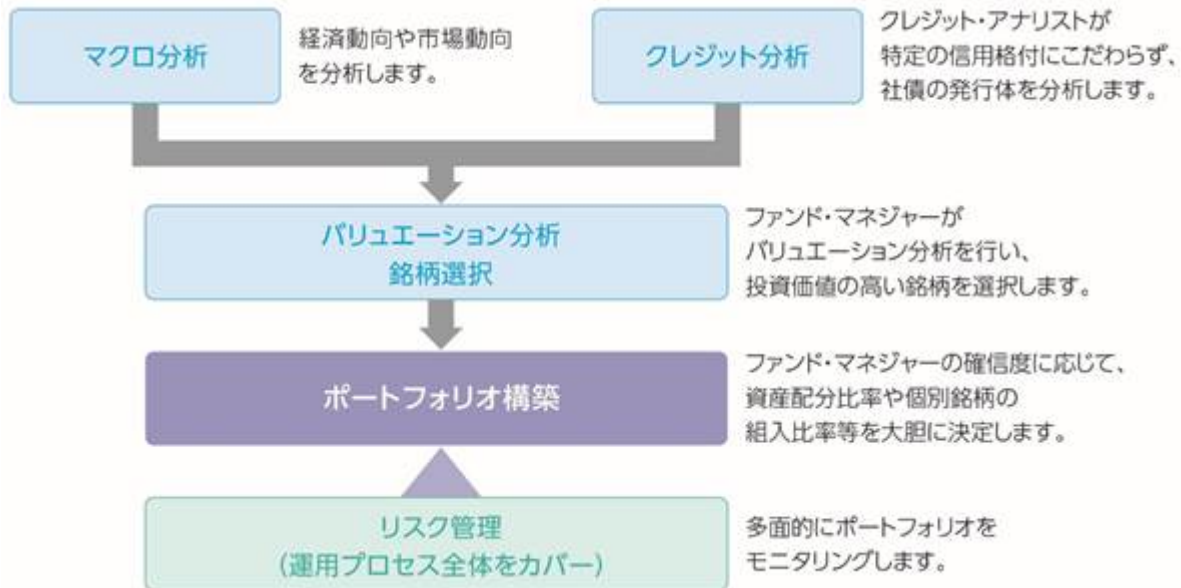 マクロ分析
経済動向や市場動向
を分析します。
クレジット分析
クレジット・アナリストが
特定の信用格付にこだわらず、
社債の発行体を分析します。
バリュエーション分析
銘柄選択
ファンド・マネジャーが
バリュエーション分析を行い、
投資価値の高い銘柄を選択します。
ポートフォリオ構築
ファンド・マネジャーの確信度に応じて、
資産配分比率や個別銘柄の
組入比率等を大胆に決定します。
リスク管理
(運用プロセス全体をカバー)
多面的にポートフォリオを
モニタリングします。